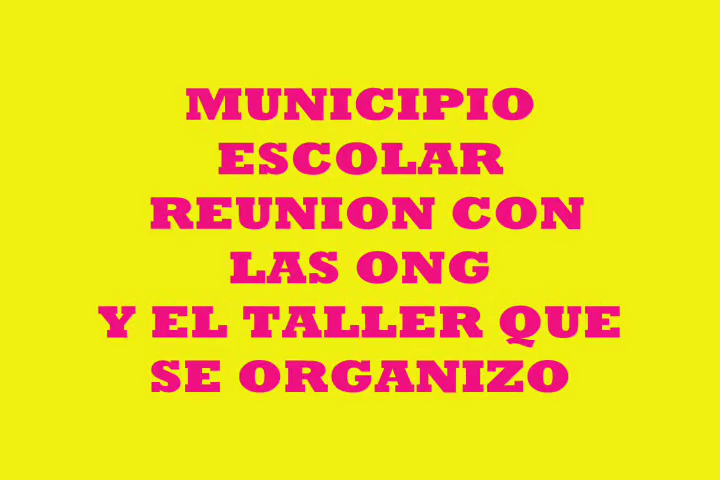 MUNICIPIO
ESCOLAR
REUNION CON
LAS ONG
Y EL TALLER QUE
SE ORGANIZO